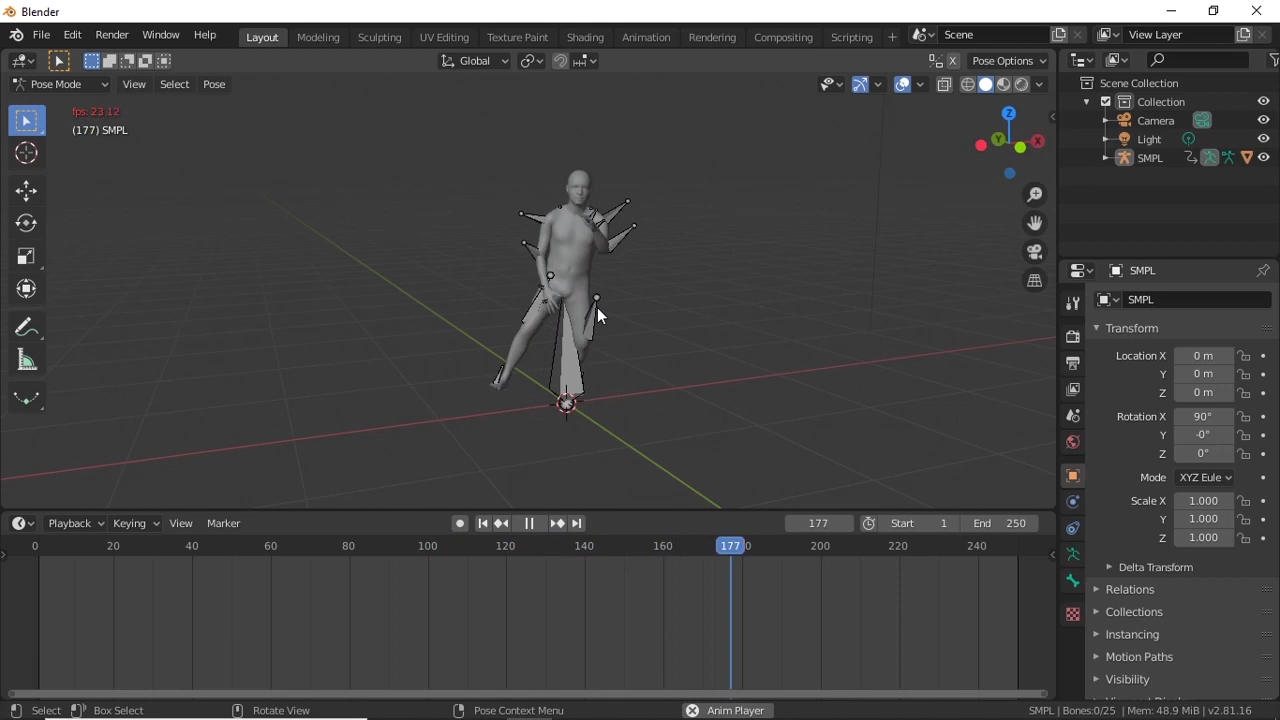 Blender
File Edit Render Window Help Layout Modeling Sculpting UV Editing Texture Paint Shading Animation Rendering Compositing Scripting + Scene View Layer
Global X Pose Options
Pose Mode View Select Pose
fps: 23.12
(177) SMPL
Z
Y X
Scene Collection
Collection
Camera
Light
SMPL
SMPL
SMPL
Transform
Location X 0 m
Y 0 m
Z 0 m
Rotation X 90°
Y -0°
Z 0°
Mode XYZ Eule
Scale X 1.000
Y 1.000
Z 1.000
Delta Transform
Relations
Collections
Instancing
Motion Paths
Visibility
Playback Keying View Marker 177 Start 1 End 250
0 20 40 60 80 100 120 140 160 177 0 200 220 240
Select Box Select Rotate View Pose Context Menu Anim Player SMPL | Bones:0/25 | Mem: 48.9 MiB | v2.81.16